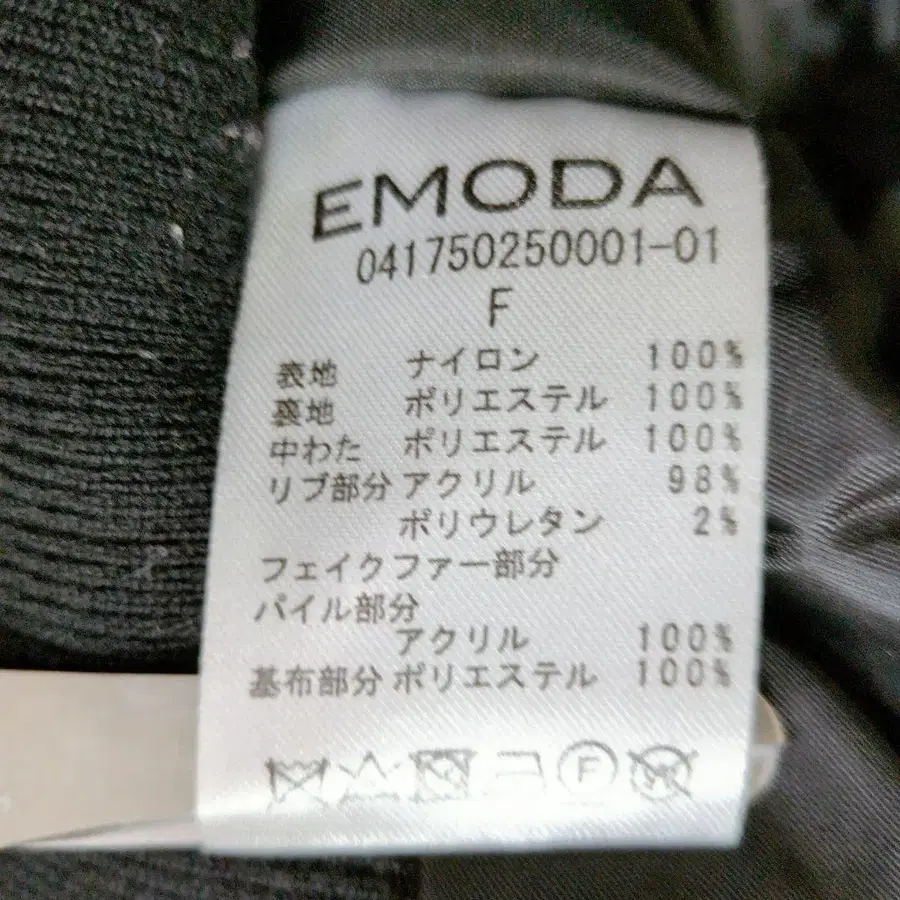 EMODA
041750250001-01
F
表地 ナイロン 100%
裏地 ポリエステル 100%
中わた ポリエステル 100%
リブ部分 アクリル 98%
ポリウレタン 2%
フェイクファー部分
パイル部分
アクリル 100%
基布部分 ポリエステル 100%
F